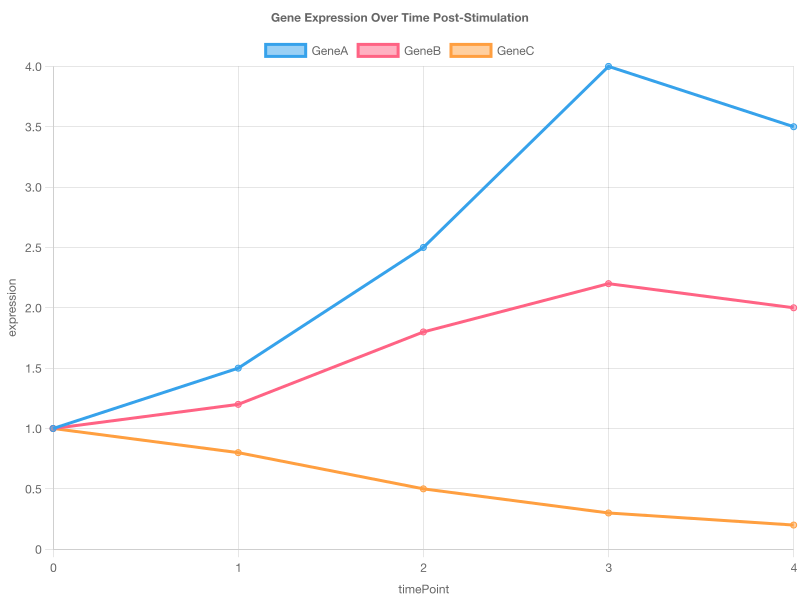 Gene Expression Over Time Post-Stimulation
GeneA GeneB GeneC
4.0
3.5
3.0
2.5
2.0
1.5
1.0
0.5
0
expression
0 1 2 3 4
timePoint